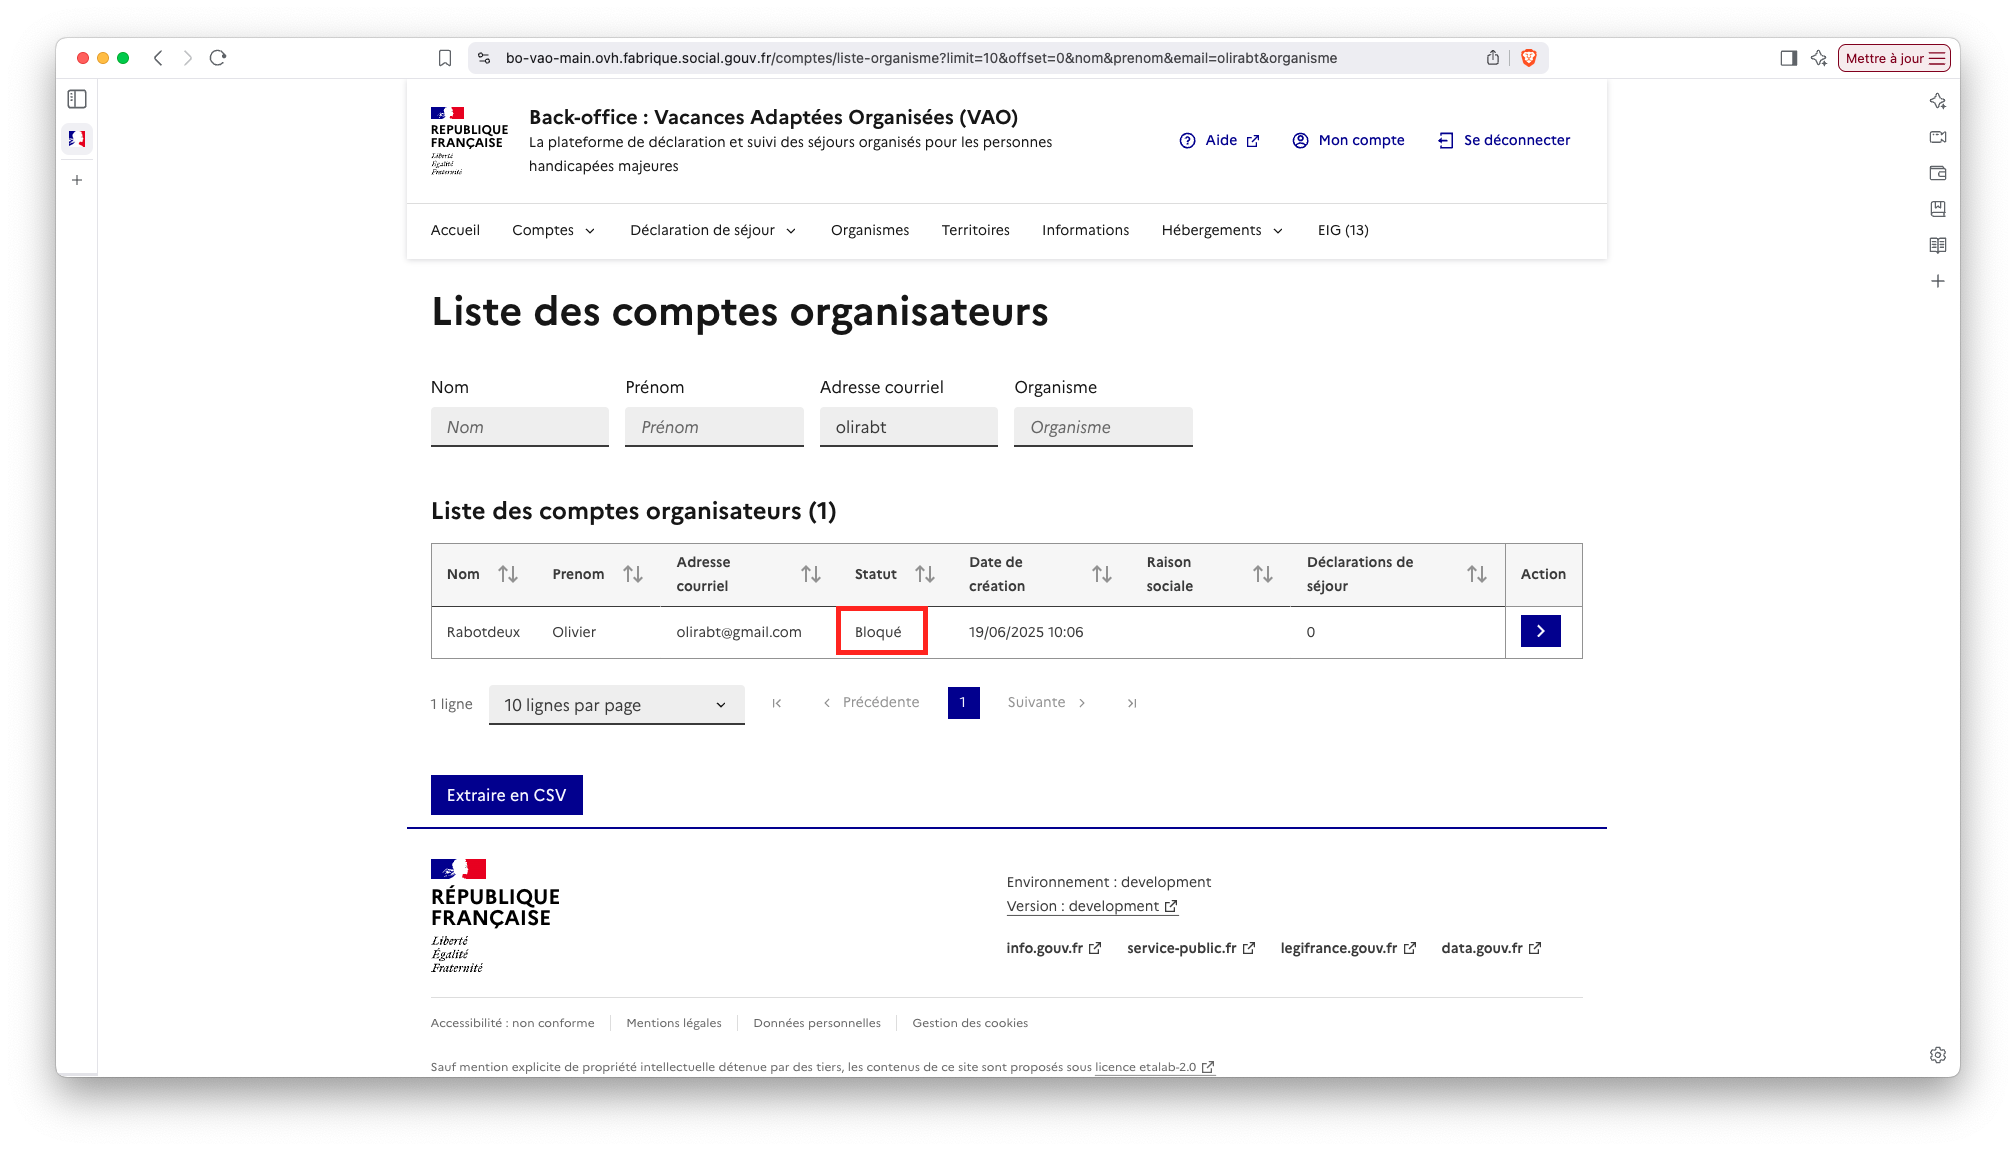 bo-vao-main.ovh.fabrique.social.gouv.fr/comptes/liste-organisme?limit=10&offset=0&nom&prenom&email=olirabt&organisme
Mettre à jour
RÉPUBLIQUE
FRANÇAISE
Liberté
Égalité
Fraternité
Back-office : Vacances Adaptées Organisées (VAO)
La plateforme de déclaration et suivi des séjours organisés pour les personnes
handicapées majeures
Aide
Mon compte
Se déconnecter
Accueil
Comptes
Déclaration de séjour
Organismes
Territoires
Informations
Hébergements
EIG (13)
Liste des comptes organisateurs
Nom
Prénom
Adresse courriel
Organisme
Nom
Prénom
olirabt
Organisme
Liste des comptes organisateurs (1)
Nom
Prenom
Adresse
courriel
Statut
Date de
création
Raison
sociale
Déclarations de
séjour
Action
Rabotdeux
Olivier
olirabt@gmail.com
Bloqué
19/06/2025 10:06
0
1 ligne
10 lignes par page
Précédente
1
Suivante
Extraire en CSV
RÉPUBLIQUE
FRANÇAISE
Liberté
Égalité
Fraternité
Environnement : development
Version : development
info.gouv.fr
service-public.fr
legifrance.gouv.fr
data.gouv.fr
Accessibilité : non conforme
Mentions légales
Données personnelles
Gestion des cookies
Sauf mention explicite de propriété intellectuelle détenue par des tiers, les contenus de ce site sont proposés sous licence etalab-2.0